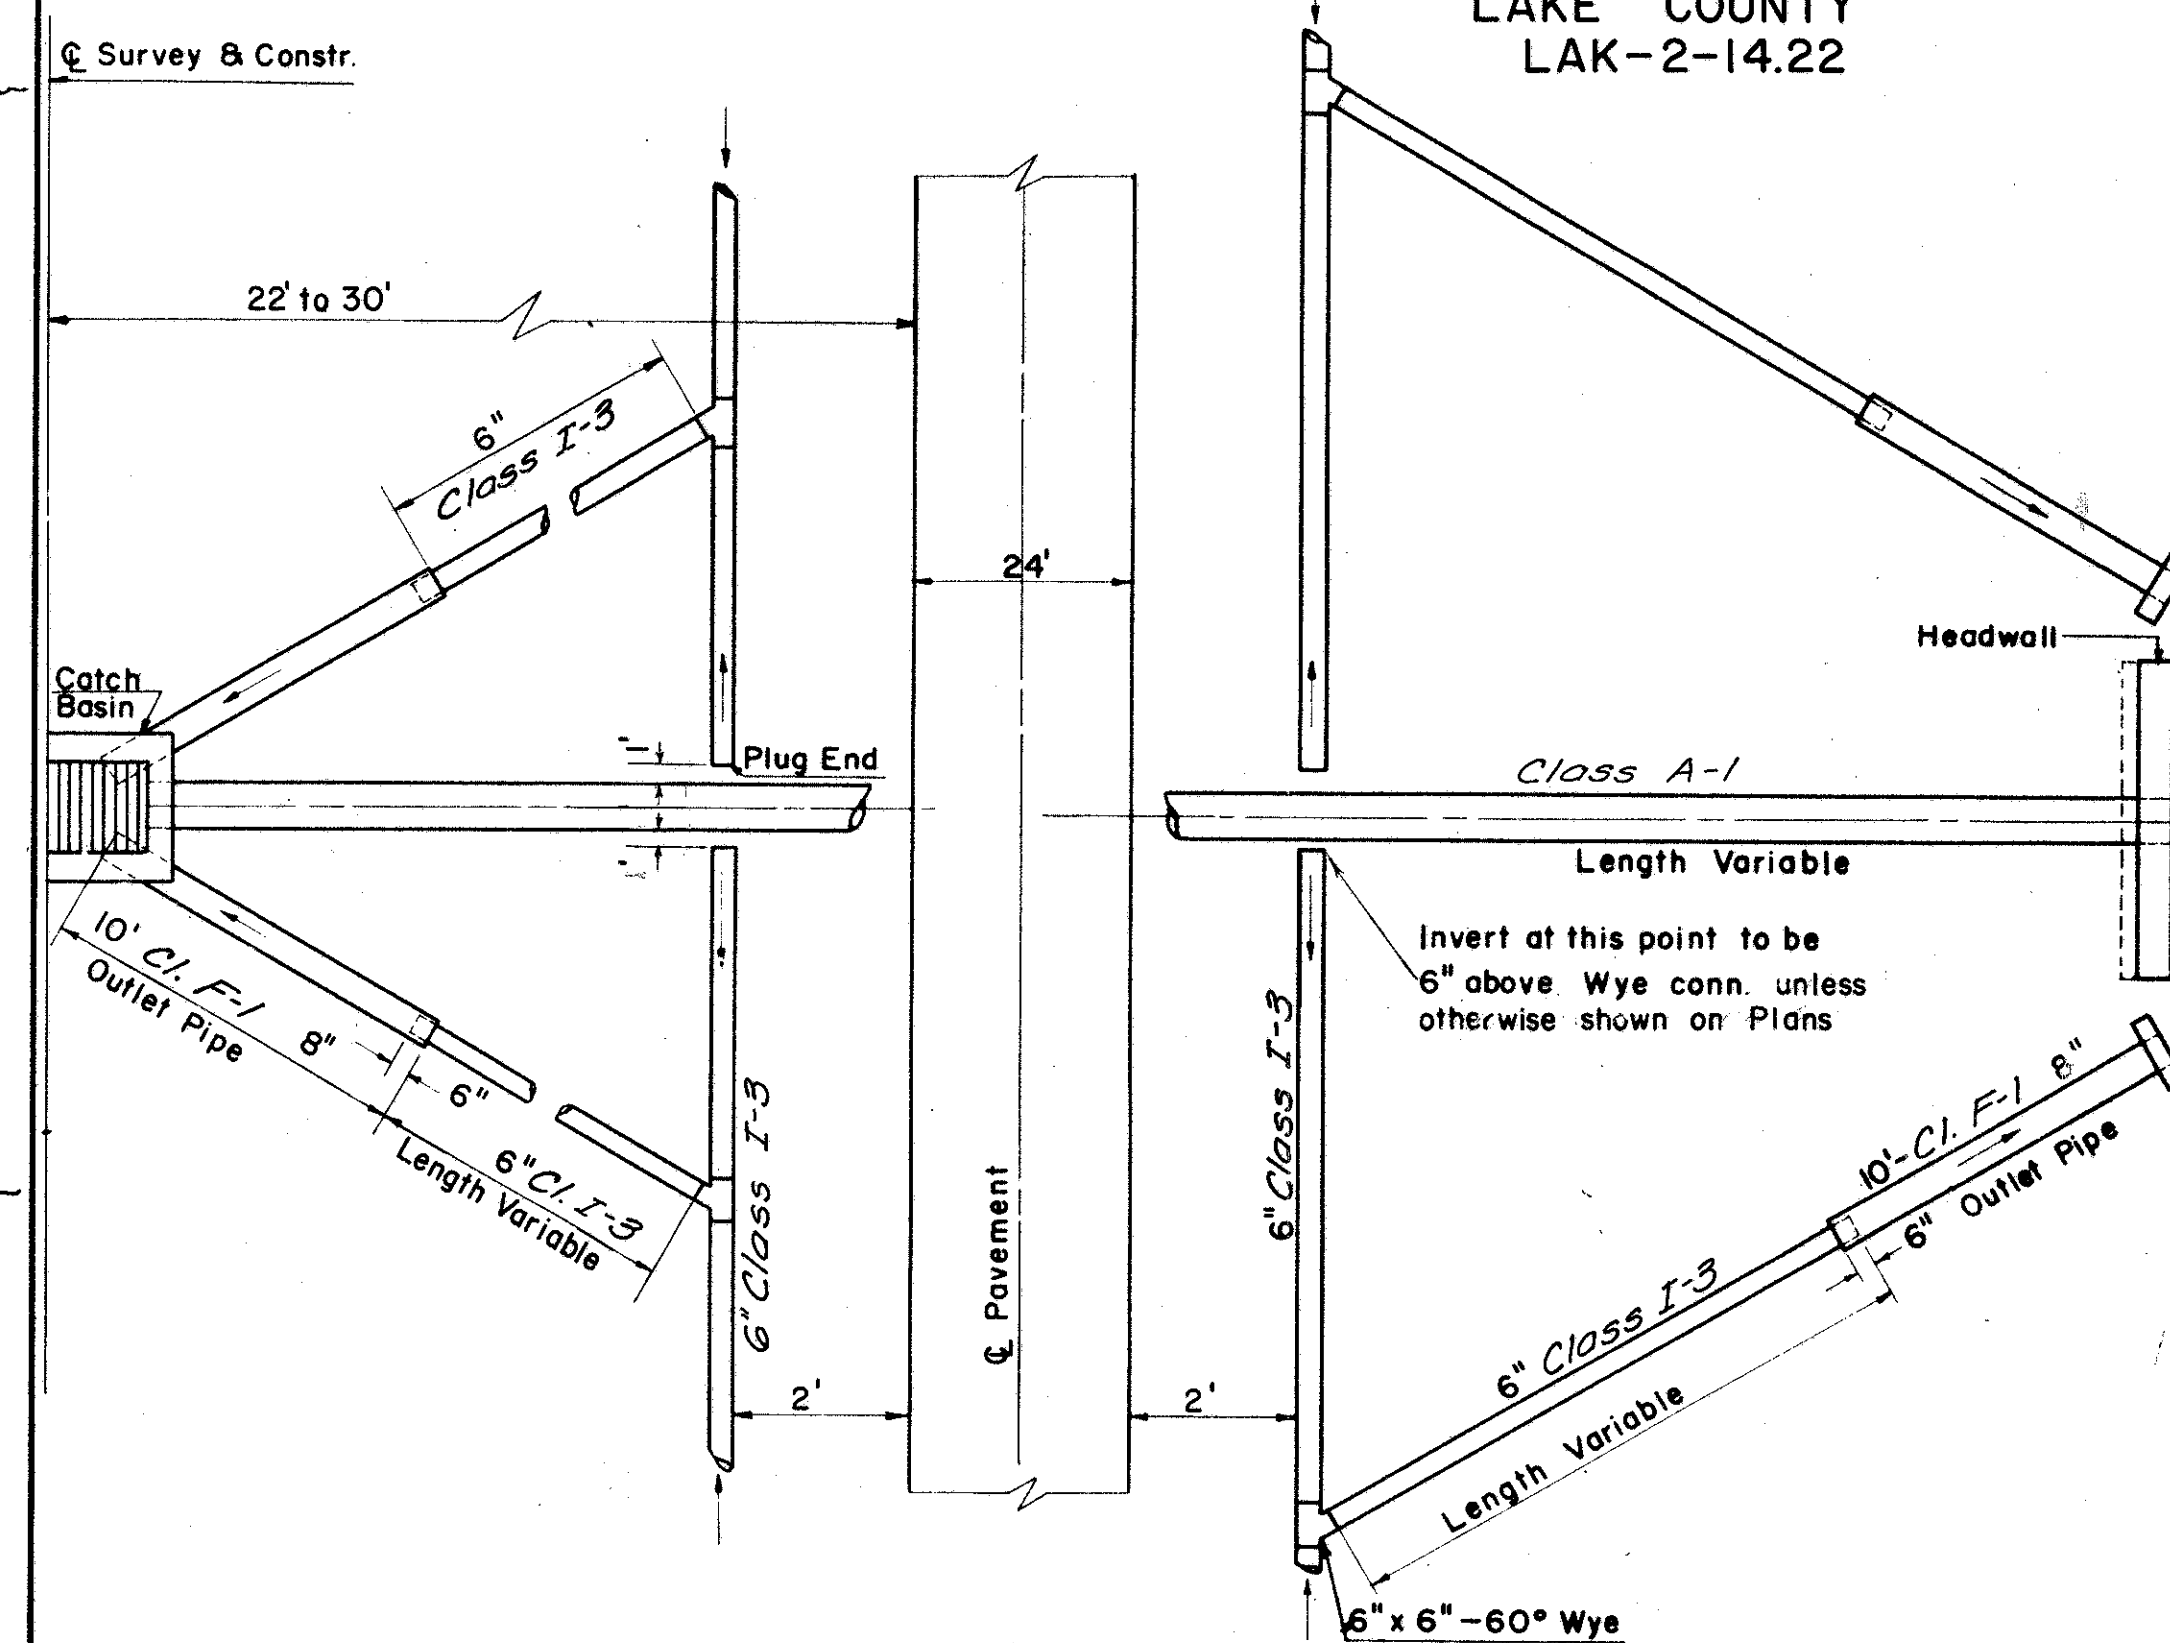 LAKE COUNTY
LAK-2-14.22
℄ Survey & Constr.
22' to 30'
6"
Class I-3
24'
Headwall
Catch
Basin
1'
Plug End
Class A-1
1'
Length Variable
Invert at this point to be
6" above Wye conn. unless
otherwise shown on Plans
10' Cl. F-1
Outlet Pipe
8"
6"
6" Cl. I-3
Length Variable
6" Class I-3
℄ Pavement
6" Class I-3
10'-Cl. F-1 8"
6" Outlet Pipe
6" Class I-3
Length Variable
2'
2'
6" x 6" -60° Wye